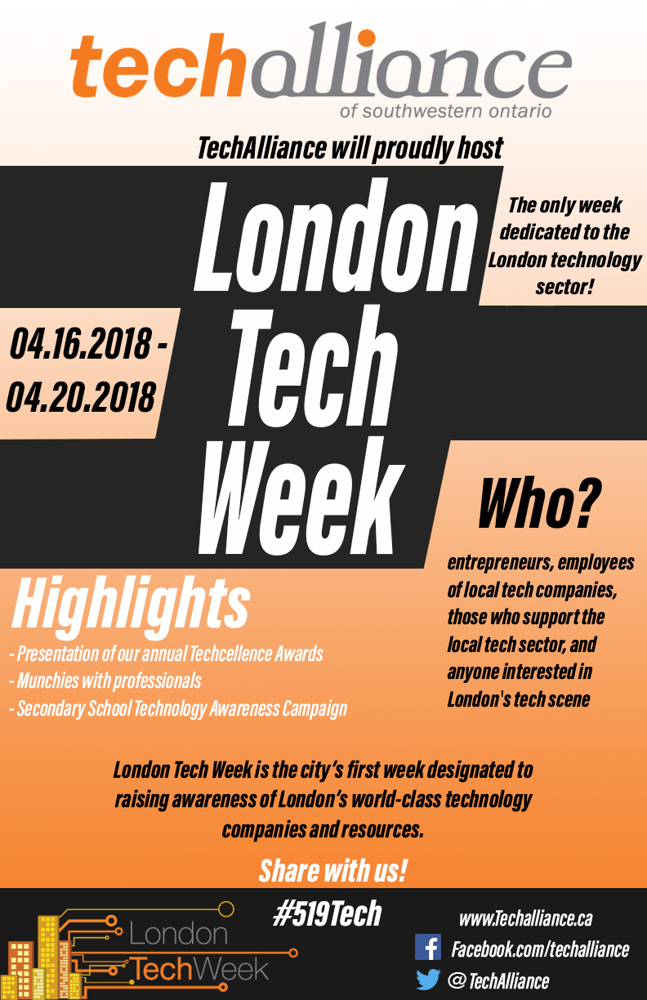 techalliance
of southwestern ontario
TechAlliance will proudly host
London
Tech
Week
The only week
dedicated to the
London technology
sector!
04.16.2018 -
04.20.2018
Who?
entrepreneurs, employees
of local tech companies,
those who support the
local tech sector, and
anyone interested in
London's tech scene
Highlights
- Presentation of our annual Techcellence Awards
- Munchies with professionals
- Secondary School Technology Awareness Campaign
London Tech Week is the city’s first week designated to
raising awareness of London’s world-class technology
companies and resources.
Share with us!
#519Tech
London
TechWeek
www.Techalliance.ca
Facebook.com/techalliance
@TechAlliance